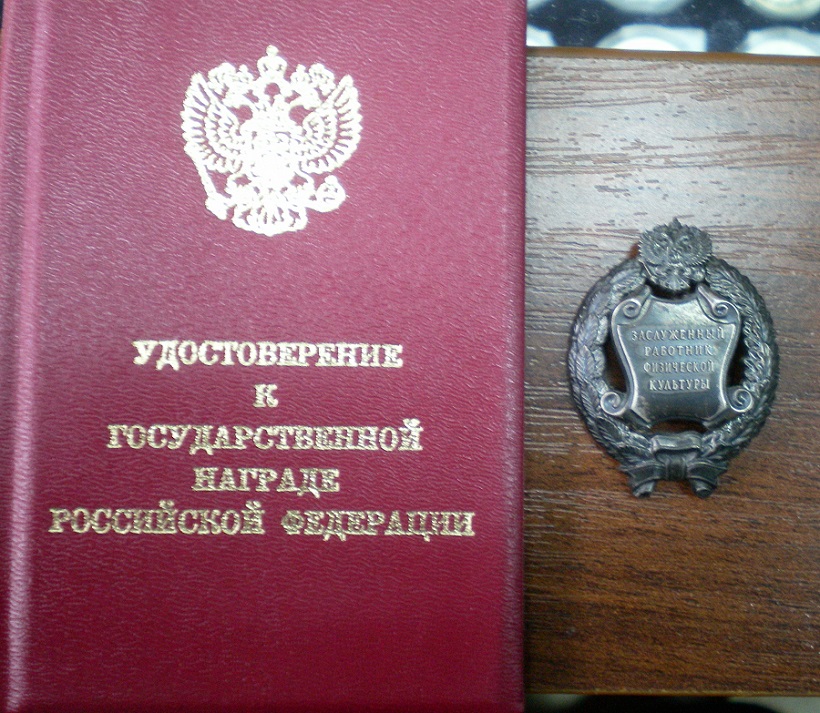 УДОСТОВЕРЕНИЕ
К
ГОСУДАРСТВЕННОЙ
НАГРАДЕ
РОССИЙСКОЙ ФЕДЕРАЦИИ
ЗАСЛУЖЕННЫЙ
РАБОТНИК
ФИЗИЧЕСКОЙ
КУЛЬТУРЫ